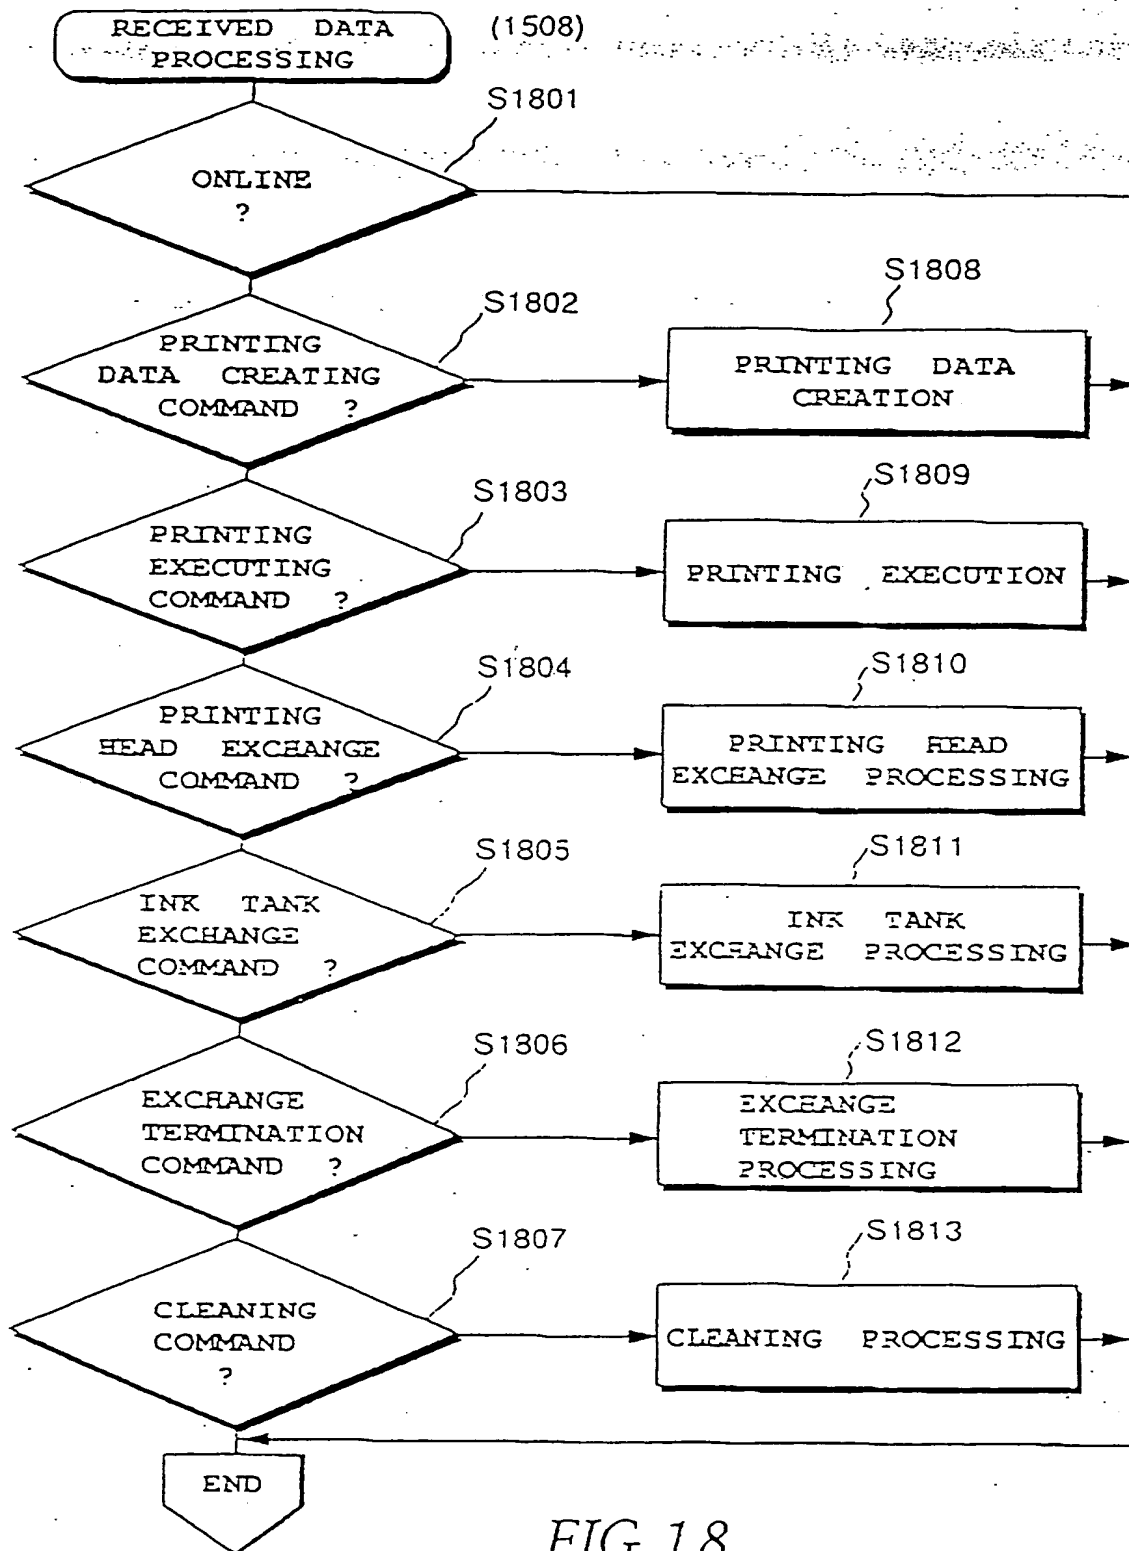 RECEIVED DATA
PROCESSING
(1508)
S1801
ONLINE
?
S1802
PRINTING
DATA CREATING
COMMAND ?
S1808
PRINTING DATA
CREATION
S1803
PRINTING
EXECUTING
COMMAND ?
S1809
PRINTING EXECUTION
S1804
PRINTING
HEAD EXCHANGE
COMMAND ?
S1810
PRINTING HEAD
EXCHANGE PROCESSING
S1805
INK TANK
EXCHANGE
COMMAND ?
S1811
INK TANK
EXCHANGE PROCESSING
S1306
EXCHANGE
TERMINATION
COMMAND ?
S1812
EXCHANGE
TERMINATION
PROCESSING
S1807
CLEANING
COMMAND
?
S1813
CLEANING PROCESSING
END
FIG.18